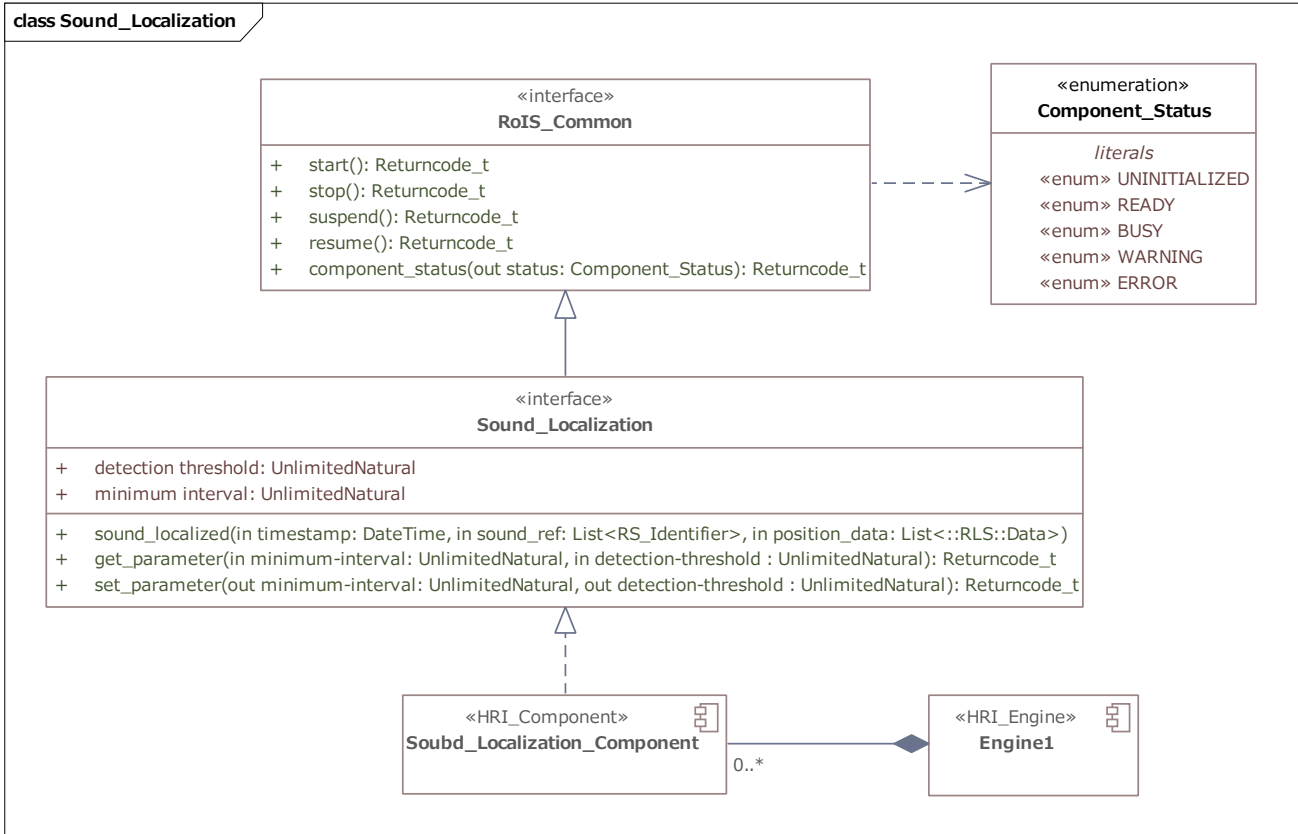 class Sound_Localization
«interface»
RoIS_Common
+ start(): Returncode_t
+ stop(): Returncode_t
+ suspend(): Returncode_t
+ resume(): Returncode_t
+ component_status(out status: Component_Status): Returncode_t
«enumeration»
Component_Status
literals
«enum» UNINITIALIZED
«enum» READY
«enum» BUSY
«enum» WARNING
«enum» ERROR
«interface»
Sound_Localization
+ detection threshold: UnlimitedNatural
+ minimum interval: UnlimitedNatural
+ sound_localized(in timestamp: DateTime, in sound_ref: List<RS_Identifier>, in position_data: List<::RLS::Data>)
+ get_parameter(in minimum-interval: UnlimitedNatural, in detection-threshold : UnlimitedNatural): Returncode_t
+ set_parameter(out minimum-interval: UnlimitedNatural, out detection-threshold : UnlimitedNatural): Returncode_t
«HRI_Component»
Soubd_Localization_Component
0..*
«HRI_Engine»
Engine1